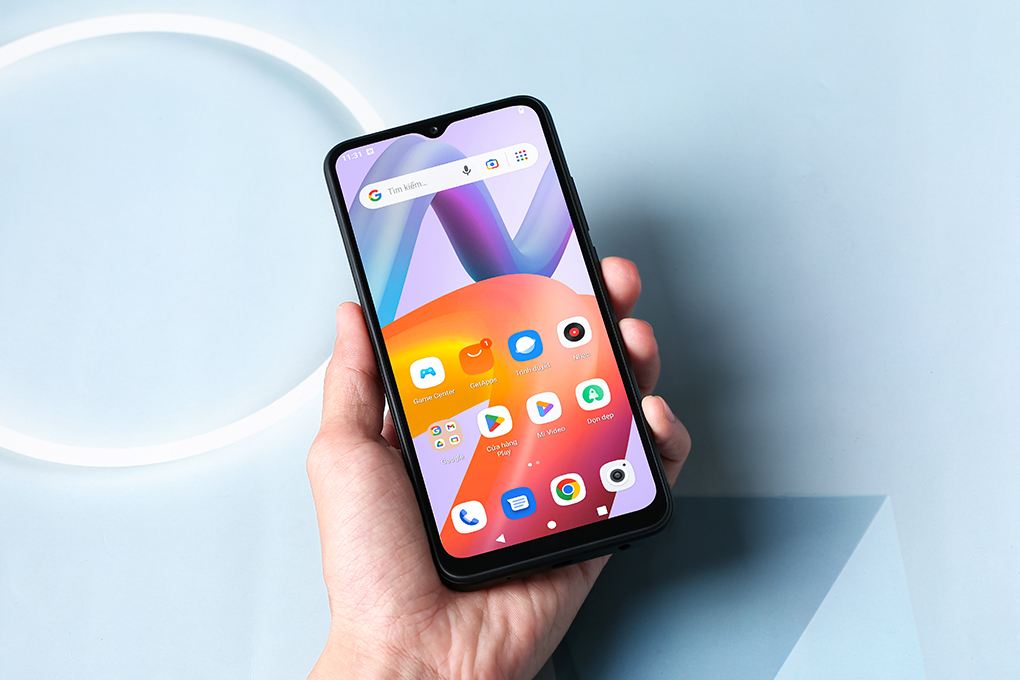 11:31
Tìm kiếm...
Game Center
GetApps
1
Trình duyệt
Nhạc
Google
Cửa hàng
Play
Mi Video
Dọn dẹp